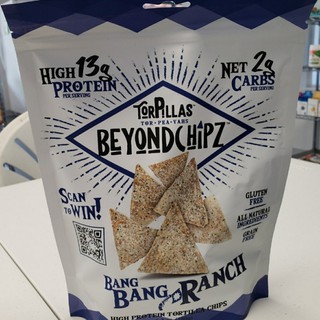 HIGH 13g
PROTEIN
PER SERVING
NET 2g
CARBS
PER SERVING
TORPILLAS
TOR·PEA·YAHS
BEYONDCHIPZ
SCAN
TO WIN!
GLUTEN
FREE
ALL NATURAL
INGREDIENTS
GRAIN
FREE
BANG
BANG RANCH
HIGH PROTEIN TORTILLA CHIPS